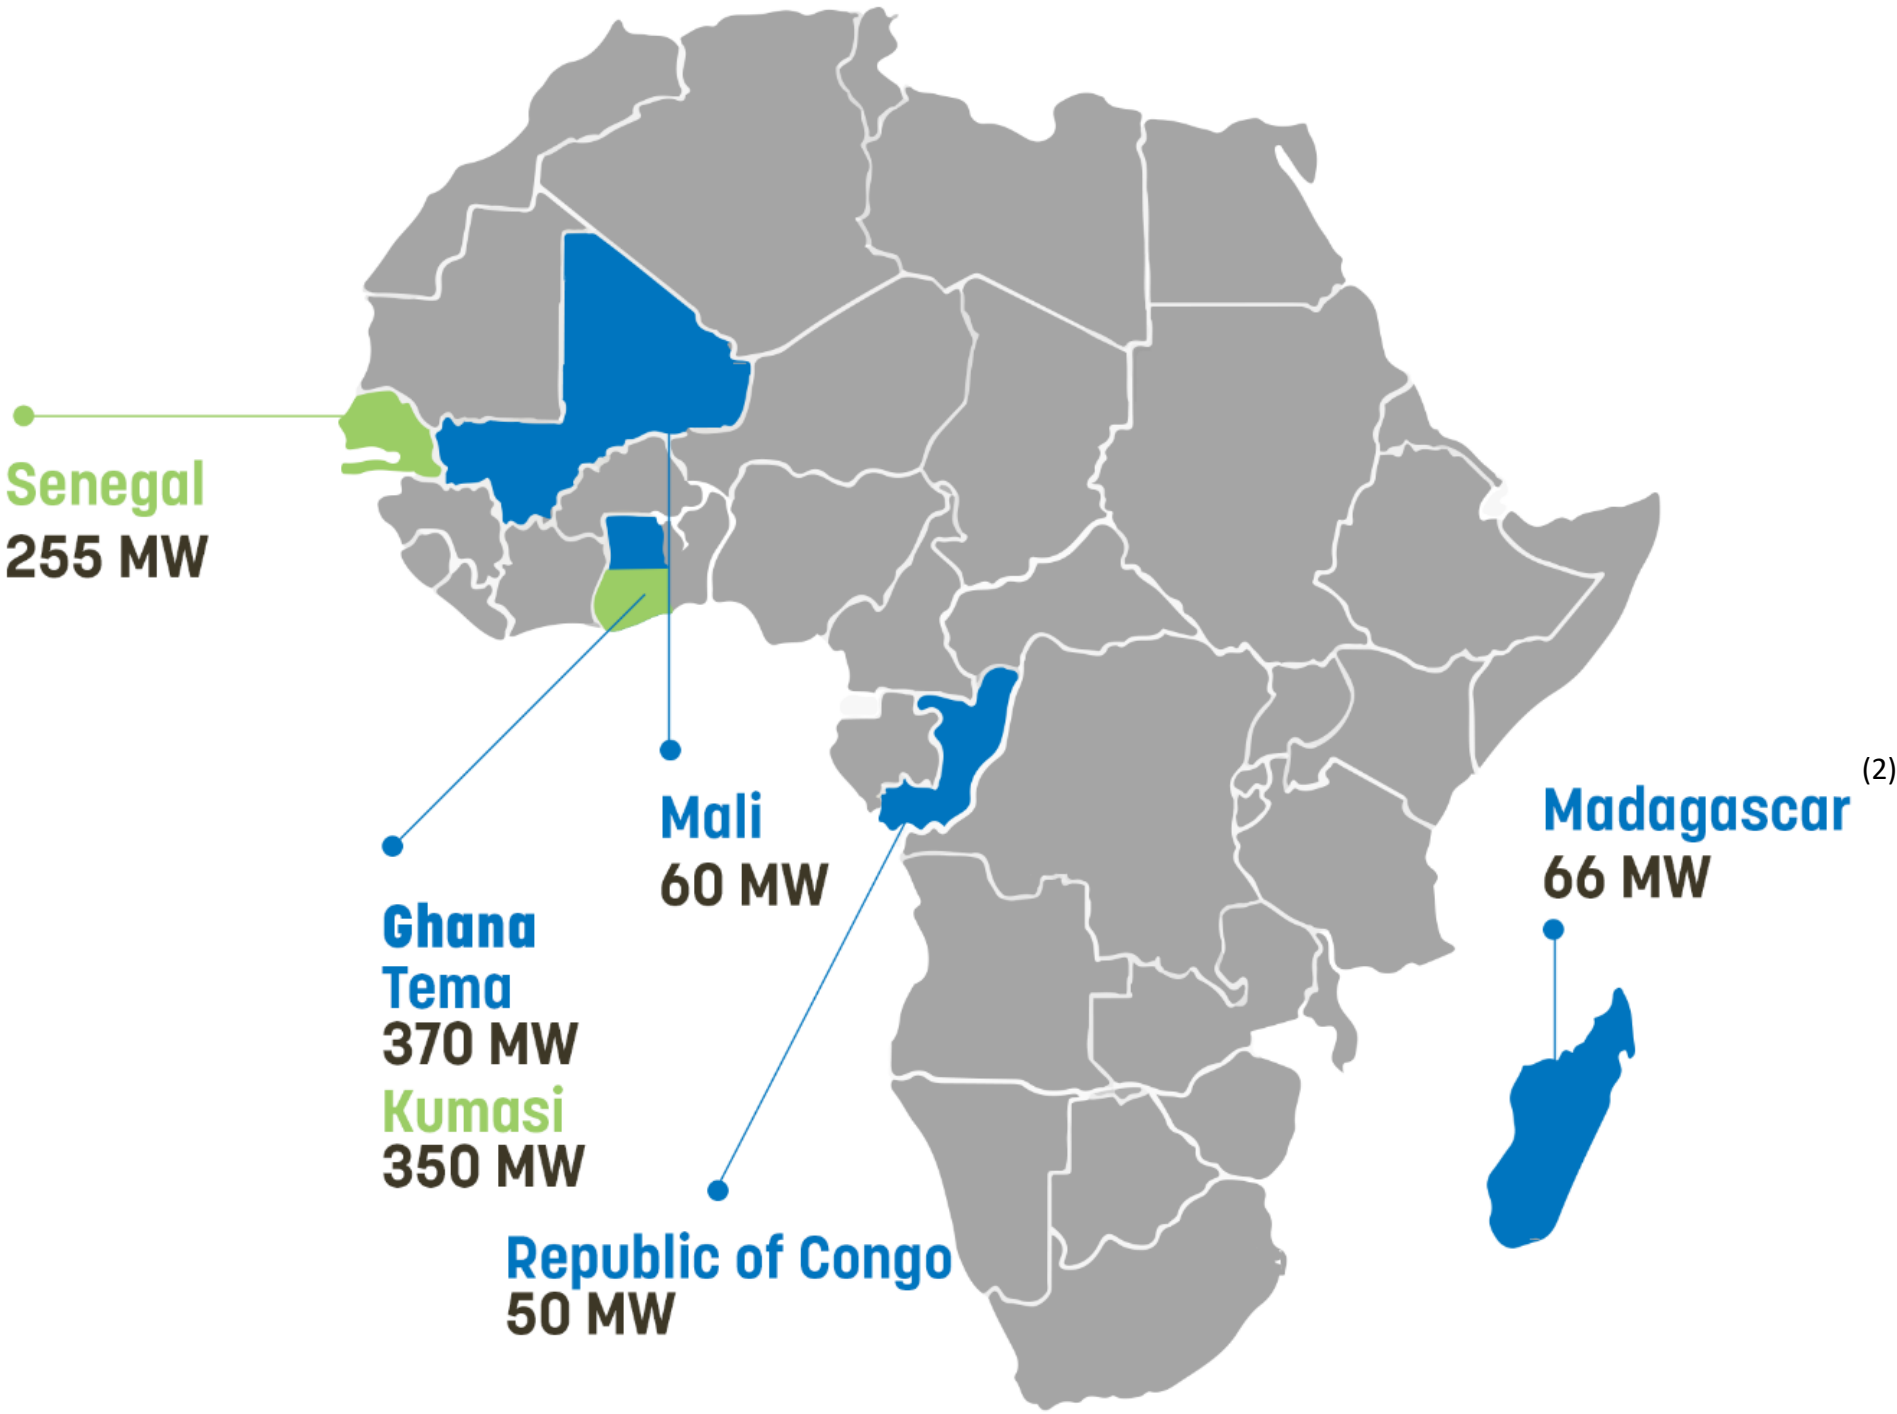 Senegal
255 MW
Mali
60 MW
Ghana
Tema
370 MW
Kumasi
350 MW
Republic of Congo
50 MW
Madagascar (2)
66 MW